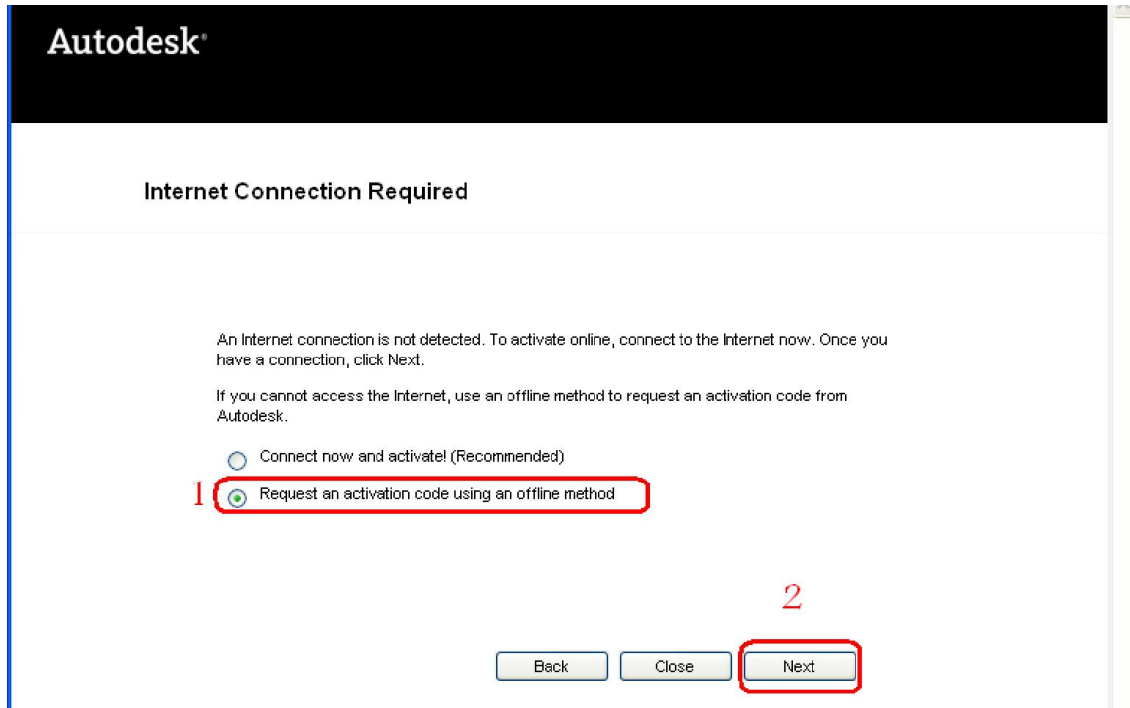 Autodesk®
Internet Connection Required
An Internet connection is not detected. To activate online, connect to the Internet now. Once you
have a connection, click Next.
If you cannot access the Internet, use an offline method to request an activation code from
Autodesk.
Connect now and activate! (Recommended)
1 Request an activation code using an offline method
2
Back Close Next